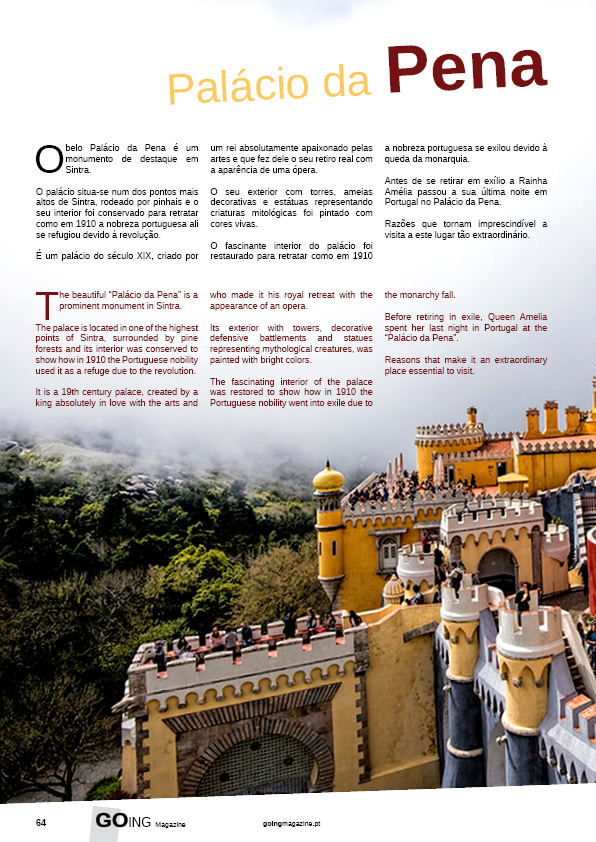 Palácio da Pena
O belo Palácio da Pena é um
monumento de destaque em
Sintra.
O palácio situa-se num dos pontos mais
altos de Sintra, rodeado por pinhais e o
seu interior foi conservado para retratar
como em 1910 a nobreza portuguesa ali
se refugiou devido à revolução.
É um palácio do século XIX, criado por
um rei absolutamente apaixonado pelas
artes e que fez dele o seu retiro real com
a aparência de uma ópera.
O seu exterior com torres, ameias
decorativas e estátuas representando
criaturas mitológicas foi pintado com
cores vivas.
O fascinante interior do palácio foi
restaurado para retratar como em 1910
a nobreza portuguesa se exilou devido à
queda da monarquia.
Antes de se retirar em exílio a Rainha
Amélia passou a sua última noite em
Portugal no Palácio da Pena.
Razões que tornam imprescindível a
visita a este lugar tão extraordinário.
The beautiful “Palácio da Pena” is a
prominent monument in Sintra.
The palace is located in one of the highest
points of Sintra, surrounded by pine
forests and its interior was conserved to
show how in 1910 the Portuguese nobility
used it as a refuge due to the revolution.
It is a 19th century palace, created by a
king absolutely in love with the arts and
who made it his royal retreat with the
appearance of an opera.
Its exterior with towers, decorative
defensive battlements and statues
representing mythological creatures, was
painted with bright colors.
The fascinating interior of the palace
was restored to show how in 1910 the
Portuguese nobility went into exile due to
the monarchy fall.
Before retiring in exile, Queen Amelia
spent her last night in Portugal at the
“Palácio da Pena”.
Reasons that make it an extraordinary
place essential to visit.
64 GOING Magazine goingmagazine.pt